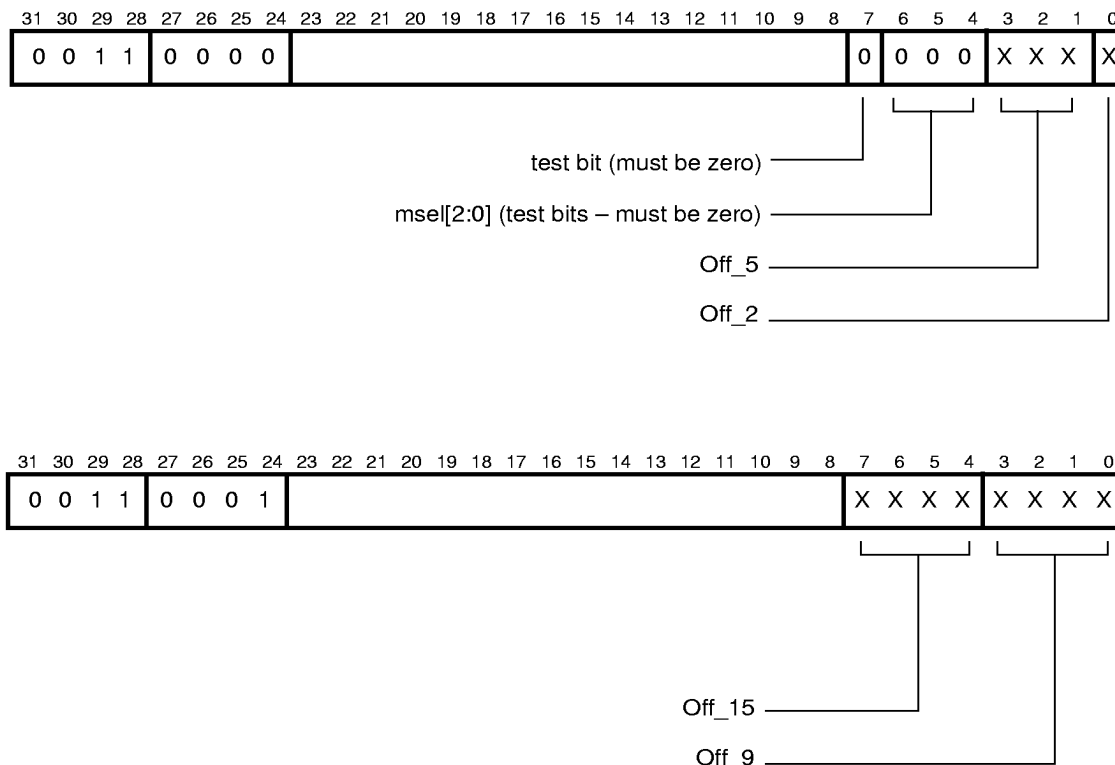 31 30 29 28 27 26 25 24 23 22 21 20 19 18 17 16 15 14 13 12 11 10 9 8 7 6 5 4 3 2 1 0
0 0 1 1 0 0 0 0 0 0 0 0 X X X X
test bit (must be zero)
msel[2:0] (test bits – must be zero)
Off_5
Off_2
31 30 29 28 27 26 25 24 23 22 21 20 19 18 17 16 15 14 13 12 11 10 9 8 7 6 5 4 3 2 1 0
0 0 1 1 0 0 0 1 X X X X X X X X
Off_15
Off_9